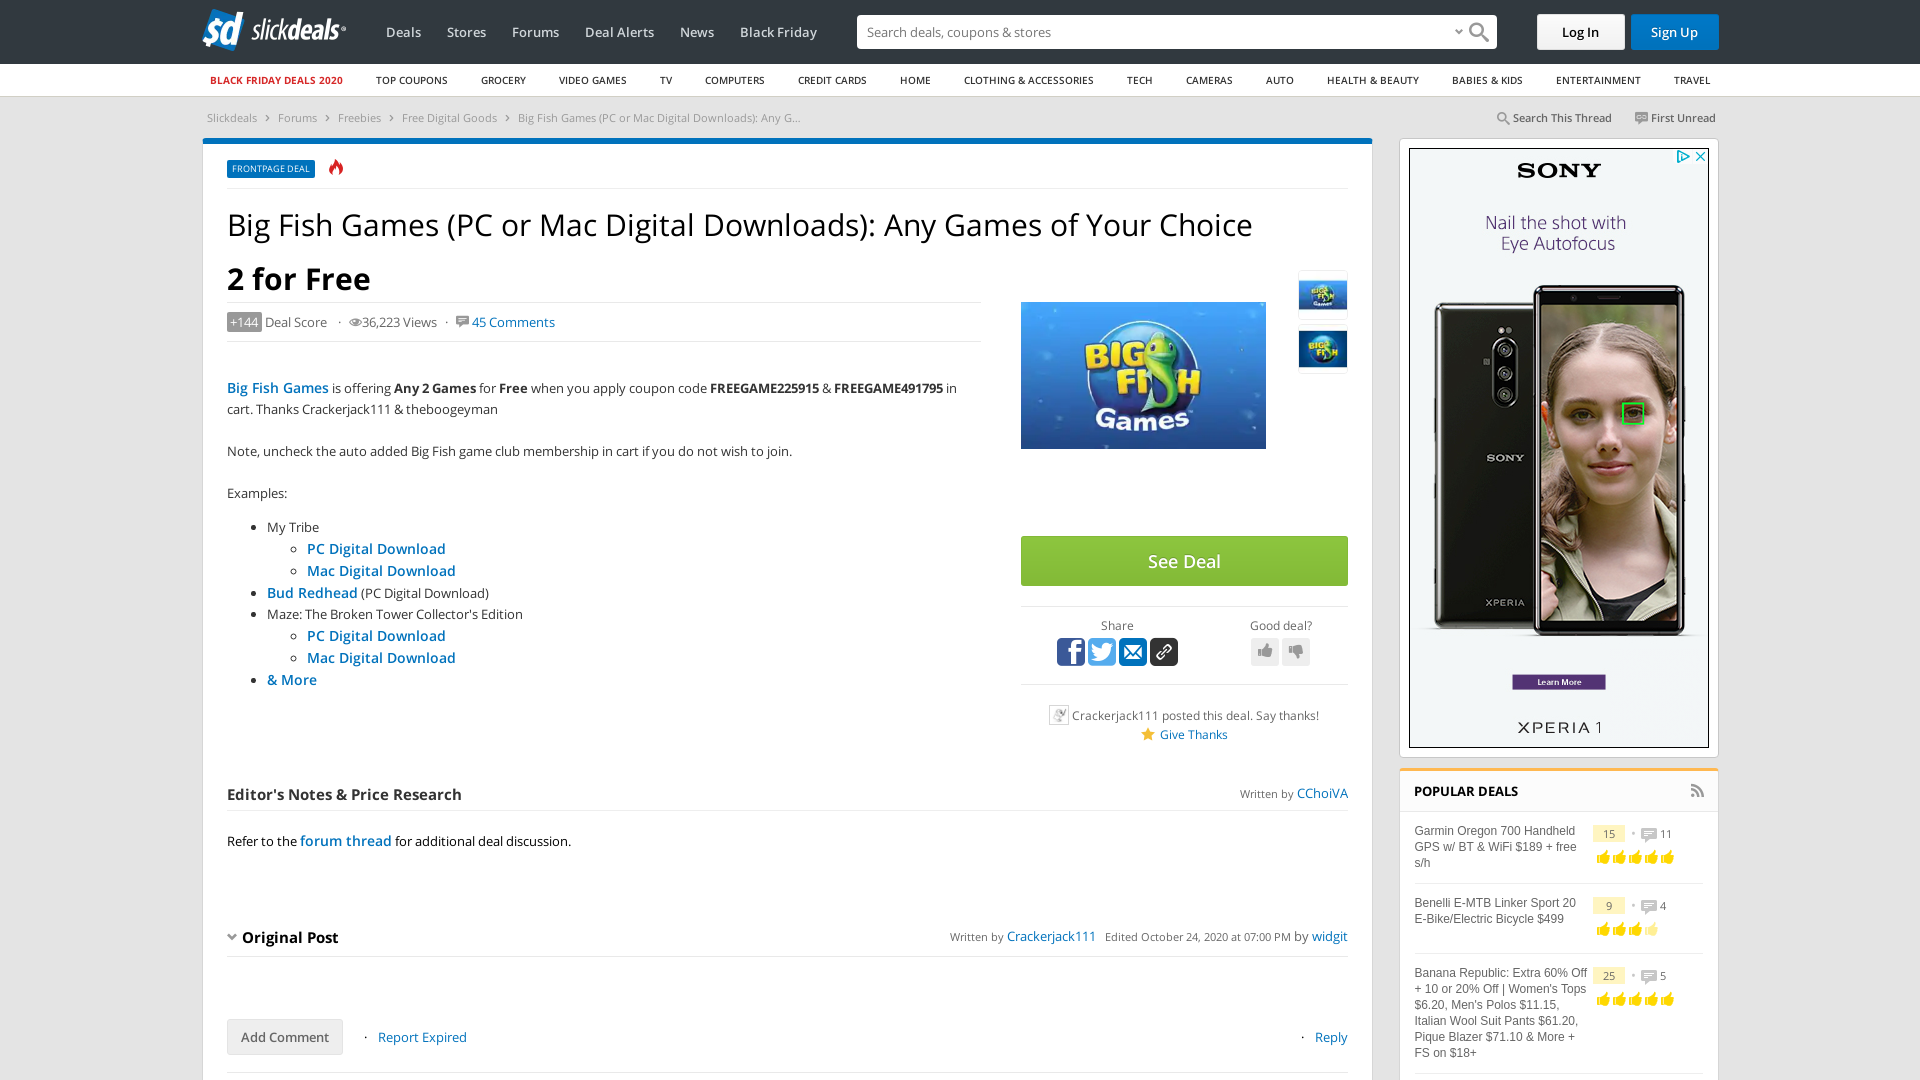 slickdeals
Deals Stores Forums Deal Alerts News Black Friday
Search deals, coupons & stores
Log In
Sign Up
BLACK FRIDAY DEALS 2020 TOP COUPONS GROCERY VIDEO GAMES TV COMPUTERS CREDIT CARDS HOME CLOTHING & ACCESSORIES TECH CAMERAS AUTO HEALTH & BEAUTY BABIES & KIDS ENTERTAINMENT TRAVEL
Slickdeals › Forums › Freebies › Free Digital Goods › Big Fish Games (PC or Mac Digital Downloads): Any G...
Search This Thread First Unread
FRONTPAGE DEAL
Big Fish Games (PC or Mac Digital Downloads): Any Games of Your Choice
2 for Free
+144 Deal Score · 36,223 Views · 45 Comments
Big Fish Games is offering Any 2 Games for Free when you apply coupon code FREEGAME225915 & FREEGAME491795 in
cart. Thanks Crackerjack111 & theboogeyman
Note, uncheck the auto added Big Fish game club membership in cart if you do not wish to join.
Examples:
My Tribe
PC Digital Download
Mac Digital Download
Bud Redhead (PC Digital Download)
Maze: The Broken Tower Collector's Edition
PC Digital Download
Mac Digital Download
& More
BIG
FISH
Games
See Deal
Share Good deal?
Crackerjack111 posted this deal. Say thanks!
Give Thanks
Editor's Notes & Price Research
Written by CChoiVA
Refer to the forum thread for additional deal discussion.
Original Post
Written by Crackerjack111 Edited October 24, 2020 at 07:00 PM by widgit
Add Comment · Report Expired
· Reply
SONY
Nail the shot with
Eye Autofocus
SONY
XPERIA
Learn More
XPERIA 1
POPULAR DEALS
Garmin Oregon 700 Handheld
GPS w/ BT & WiFi $189 + free
s/h
15 • 11
Benelli E-MTB Linker Sport 20
E-Bike/Electric Bicycle $499
9 • 4
Banana Republic: Extra 60% Off
+ 10 or 20% Off | Women's Tops
$6.20, Men's Polos $11.15,
Italian Wool Suit Pants $61.20,
Pique Blazer $71.10 & More +
FS on $18+
25 • 5